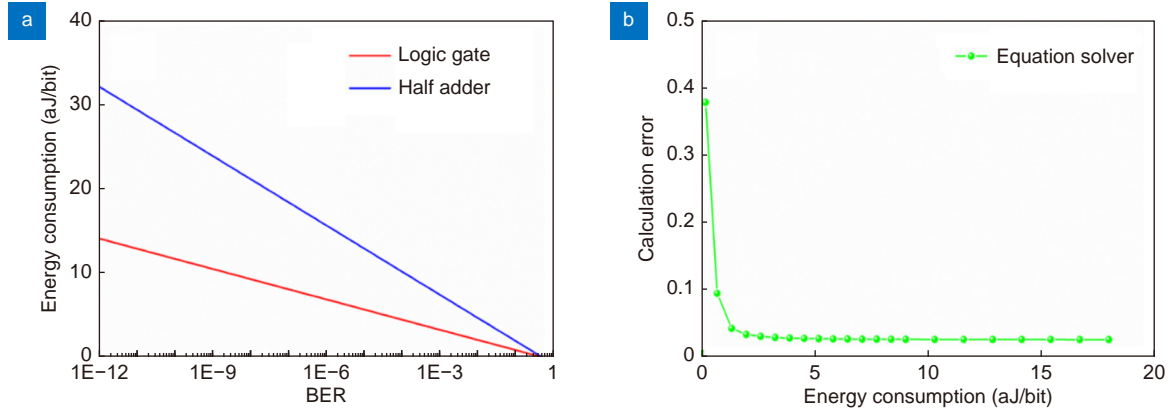 a
40
30
20
10
0
Energy consumption (aJ/bit)
Logic gate
Half adder
1E−12
1E−9
1E−6
1E−3
1
BER
b
0.5
0.4
0.3
0.2
0.1
0
Calculation error
Equation solver
0
5
10
15
20
Energy consumption (aJ/bit)